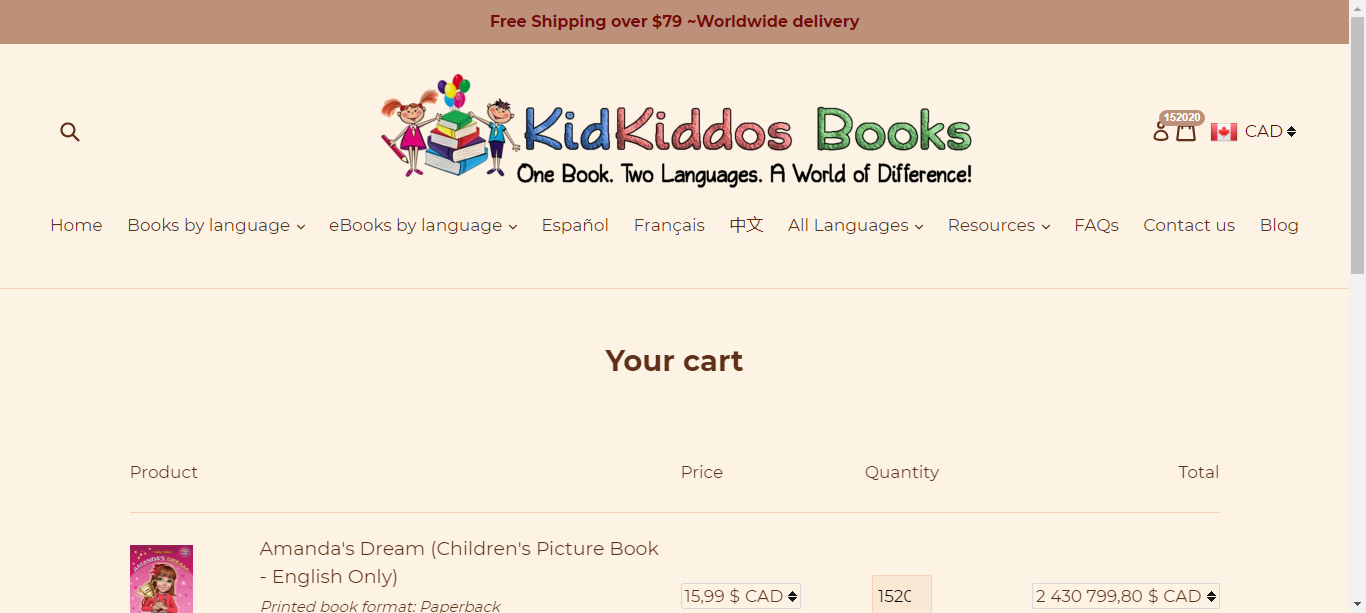 Free Shipping over $79 ~Worldwide delivery
KidKiddos Books
One Book. Two Languages. A World of Difference!
152020
CAD
Home Books by language eBooks by language Español Français 中文 All Languages Resources FAQs Contact us Blog
Your cart
Product Price Quantity Total
AMANDA'S DREAM
Amanda's Dream (Children's Picture Book
- English Only)
15,99 $ CAD 1520 2 430 799,80 $ CAD
Printed book format: Paperback